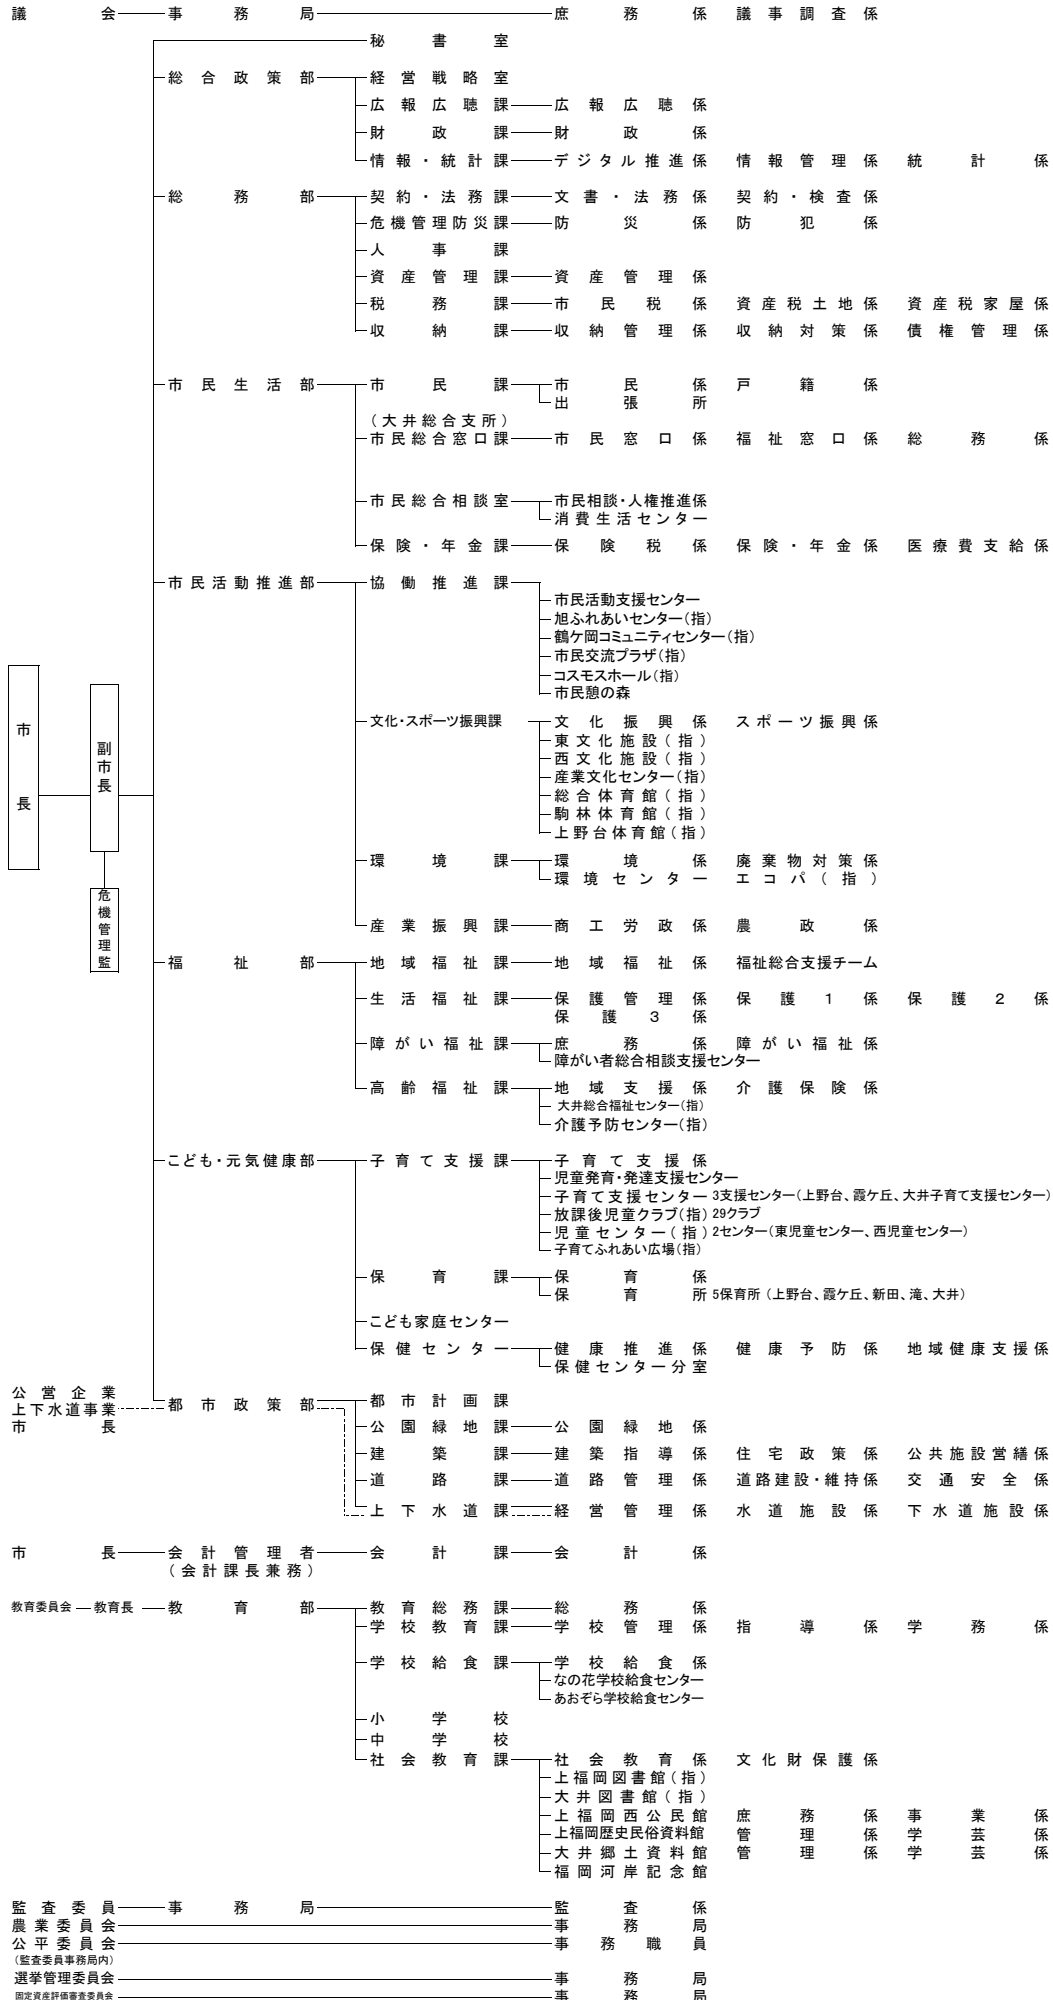 議会 事務局 庶務係 議事調査係
秘書室
総合政策部 経営戦略室
広報広聴課 広報広聴係
財政課 財政係
情報・統計課 デジタル推進係 情報管理係 統計係
総務部 契約・法務課 文書・法務係 契約・検査係
危機管理防災課 防災係 防犯係
人事課
資産管理課 資産管理係
税務課 市民税係 資産税土地係 資産税家屋係
収納課 収納管理係 収納対策係 債権管理係
市民生活部 市民課 市民係 戸籍係
出張所
(大井総合支所)
市民総合窓口課 市民窓口係 福祉窓口係 総務係
市民総合相談室 市民相談・人権推進係
消費生活センター
保険・年金課 保険税係 保険・年金係 医療費支給係
市民活動推進部 協働推進課
市民活動支援センター
旭ふれあいセンター(指)
鶴ケ岡コミュニティセンター(指)
市民交流プラザ(指)
コスモスホール(指)
市民憩の森
市長
副市長
危機管理監
文化・スポーツ振興課 文化振興係 スポーツ振興係
東文化施設(指)
西文化施設(指)
産業文化センター(指)
総合体育館(指)
駒林体育館(指)
上野台体育館(指)
環境課 環境係 廃棄物対策係
環境センター エコパ(指)
産業振興課 商工労政係 農政係
福祉部 地域福祉課 地域福祉係 福祉総合支援チーム
生活福祉課 保護管理係 保護1係 保護2係
保護3係
障がい福祉課 庶務係 障がい福祉係
障がい者総合相談支援センター
高齢福祉課 地域支援係 介護保険係
大井総合福祉センター(指)
介護予防センター(指)
こども・元気健康部 子育て支援課 子育て支援係
児童発育・発達支援センター
子育て支援センター 3支援センター(上野台、霞ケ丘、大井子育て支援センター)
放課後児童クラブ(指) 29クラブ
児童センター(指) 2センター(東児童センター、西児童センター)
子育てふれあい広場(指)
保育課 保育係
保育所 5保育所(上野台、霞ケ丘、新田、滝、大井)
こども家庭センター
保健センター 健康推進係 健康予防係 地域健康支援係
保健センター分室
公営企業
上下水道事業
市長
都市政策部 都市計画課
公園緑地課 公園緑地係
建築課 建築指導係 住宅政策係 公共施設営繕係
道路課 道路管理係 道路建設・維持係 交通安全係
上下水道課 経営管理係 水道施設係 下水道施設係
市長 会計管理者 会計課 会計係
(会計課長兼務)
教育委員会 教育長 教育部 教育総務課 総務係
学校教育課 学校管理係 指導係 学務係
学校給食課 学校給食係
なの花学校給食センター
あおぞら学校給食センター
小学校
中学校
社会教育課 社会教育係 文化財保護係
上福岡図書館(指)
大井図書館(指)
上福岡西公民館 庶務係 事業係
上福岡歴史民俗資料館 管理係 学芸係
大井郷土資料館 管理係 学芸係
福岡河岸記念館
監査委員 事務局 監査係
農業委員会 事務局
公平委員会 事務職員
(監査委員事務局内)
選挙管理委員会 事務局
固定資産評価審査委員会 事務局